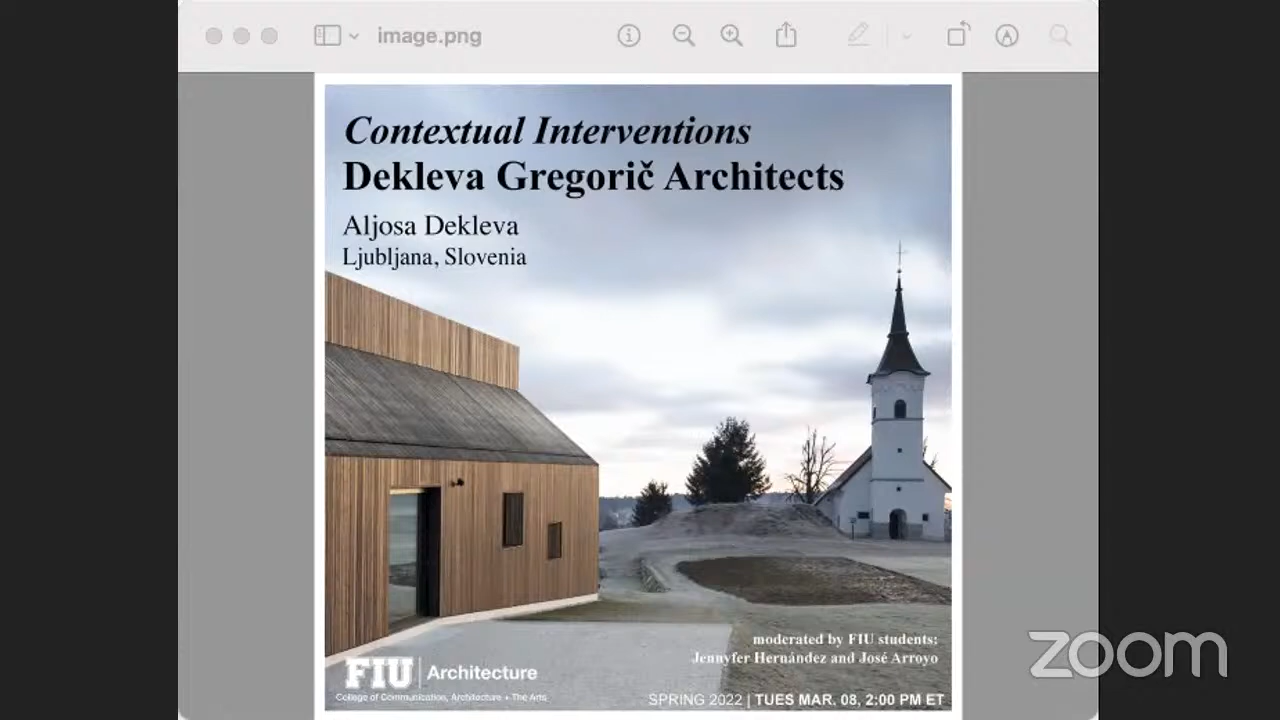 image.png
Contextual Interventions
Dekleva Gregorič Architects
Aljosa Dekleva
Ljubljana, Slovenia
moderated by FIU students:
Jennyfer Hernández and José Arroyo
FIU | Architecture
College of Communication, Architecture + The Arts
SPRING 2022 | TUES MAR. 08, 2:00 PM ET
zoom